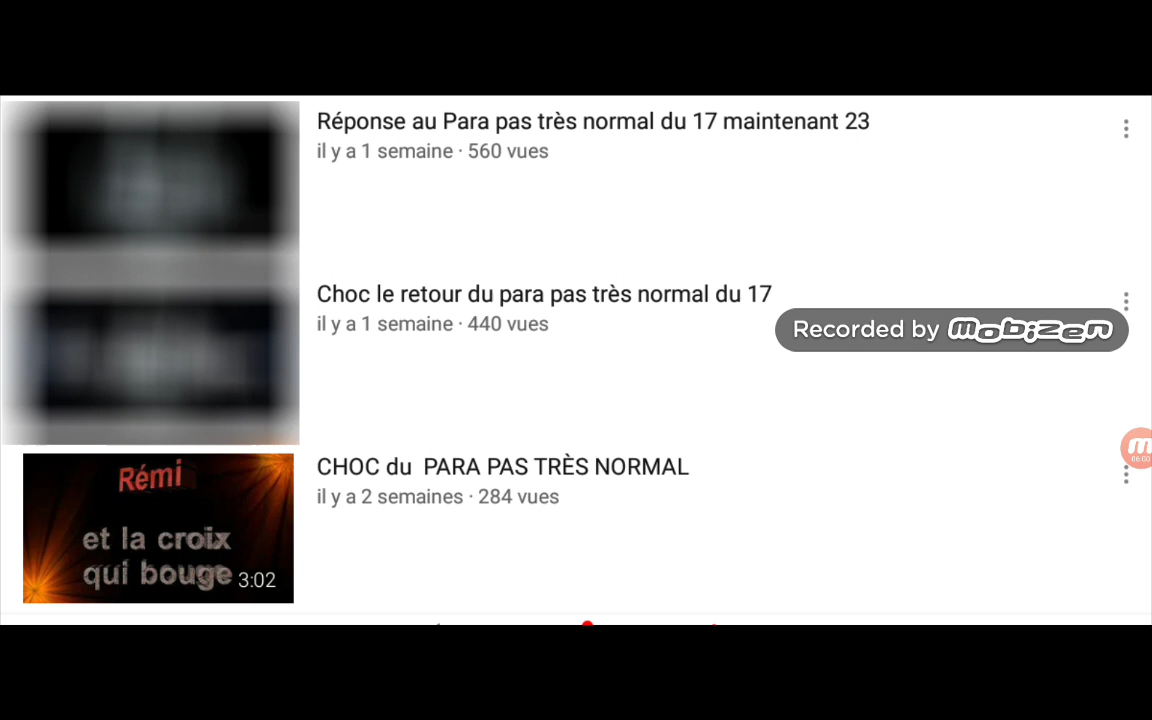 Réponse au Para pas très normal du 17 maintenant 23
il y a 1 semaine · 560 vues
Choc le retour du para pas très normal du 17
il y a 1 semaine · 440 vues
Recorded by mobizen
06:00
CHOC du PARA PAS TRÈS NORMAL
il y a 2 semaines · 284 vues
Rémi
et la croix
qui bouge
3:02